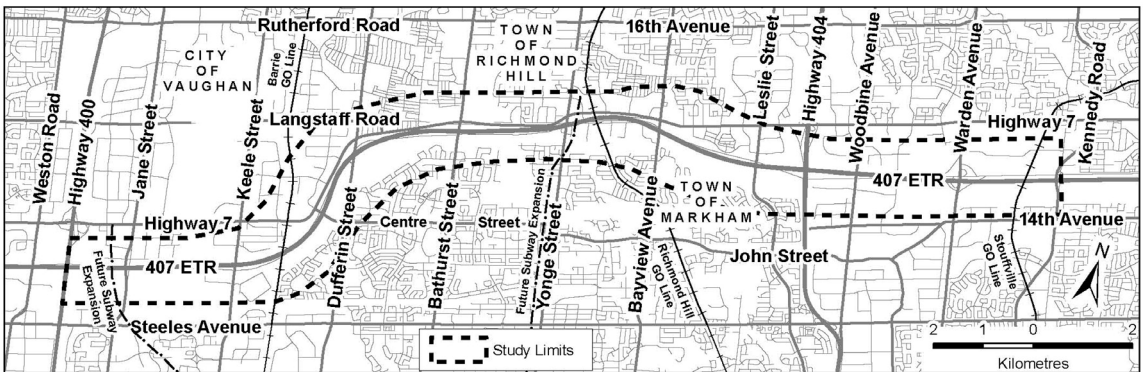 Rutherford Road
TOWN
OF
RICHMOND
HILL
16th Avenue
CITY
OF
VAUGHAN
Barrie
GO Line
Leslie Street
Highway 404
Woodbine Avenue
Warden Avenue
Kennedy Road
Weston Road
Highway 400
Jane Street
Keele Street
Langstaff Road
Highway 7
407 ETR
Highway 7
Dufferin Street
Centre Street
Bathurst Street
Future Subway Expansion
Yonge Street
Bayview Avenue
TOWN
OF
MARKHAM
14th Avenue
407 ETR
Future Subway
Expansion
Steeles Avenue
Richmond Hill
GO Line
John Street
Stouffville
GO Line
N
Study Limits
2 1 0 2
Kilometres